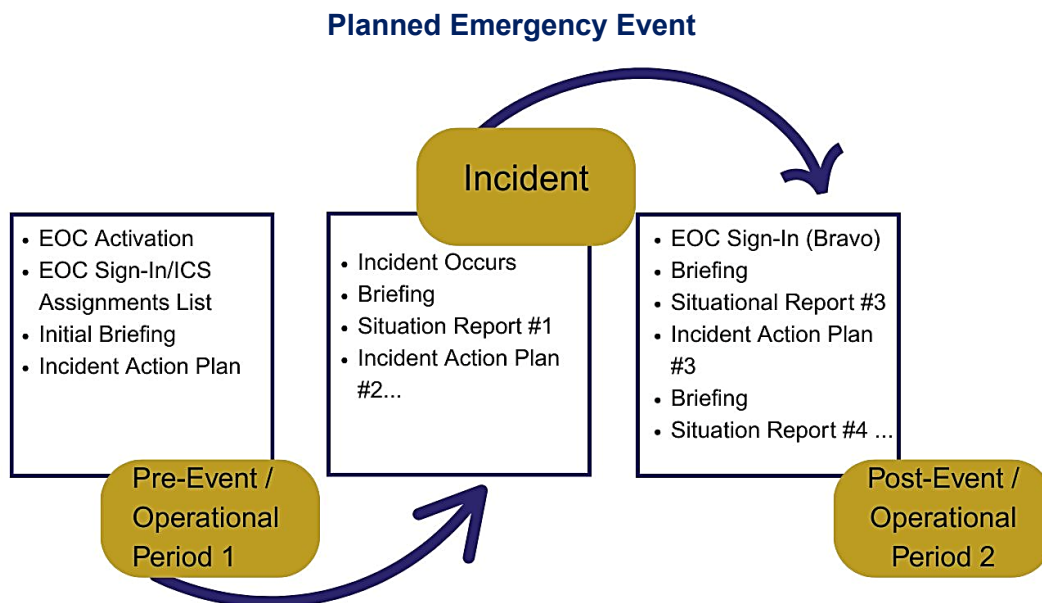 Planned Emergency Event
Incident
• EOC Activation
• EOC Sign-In/ICS
Assignments List
• Initial Briefing
• Incident Action Plan
Pre-Event /
Operational
Period 1
• Incident Occurs
• Briefing
• Situation Report #1
• Incident Action Plan
#2...
• EOC Sign-In (Bravo)
• Briefing
• Situational Report #3
• Incident Action Plan
#3
• Briefing
• Situation Report #4 ...
Post-Event /
Operational
Period 2